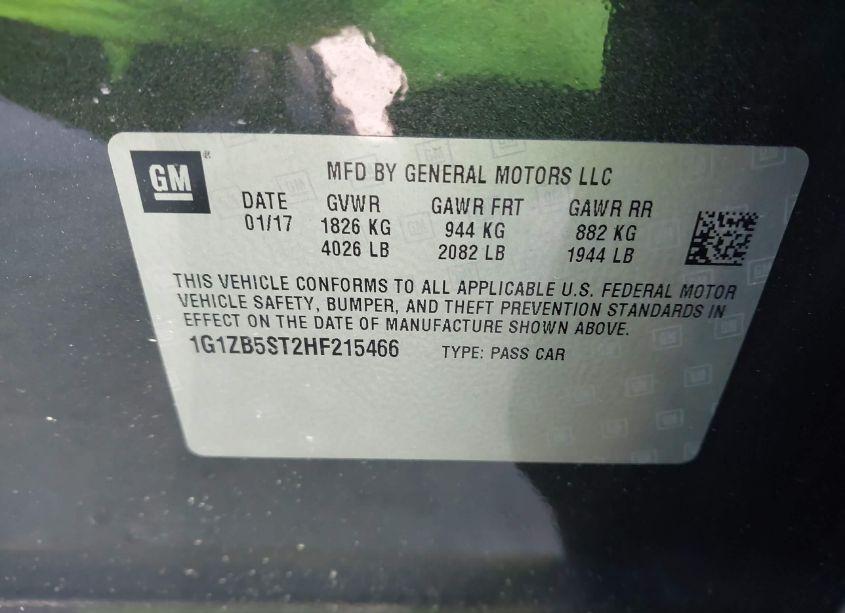 GM
MFD BY GENERAL MOTORS LLC
DATE GVWR GAWR FRT GAWR RR
01/17 1826 KG 944 KG 882 KG
4026 LB 2082 LB 1944 LB
THIS VEHICLE CONFORMS TO ALL APPLICABLE U.S. FEDERAL MOTOR
VEHICLE SAFETY, BUMPER, AND THEFT PREVENTION STANDARDS IN
EFFECT ON THE DATE OF MANUFACTURE SHOWN ABOVE.
1G1ZB5ST2HF215466 TYPE: PASS CAR